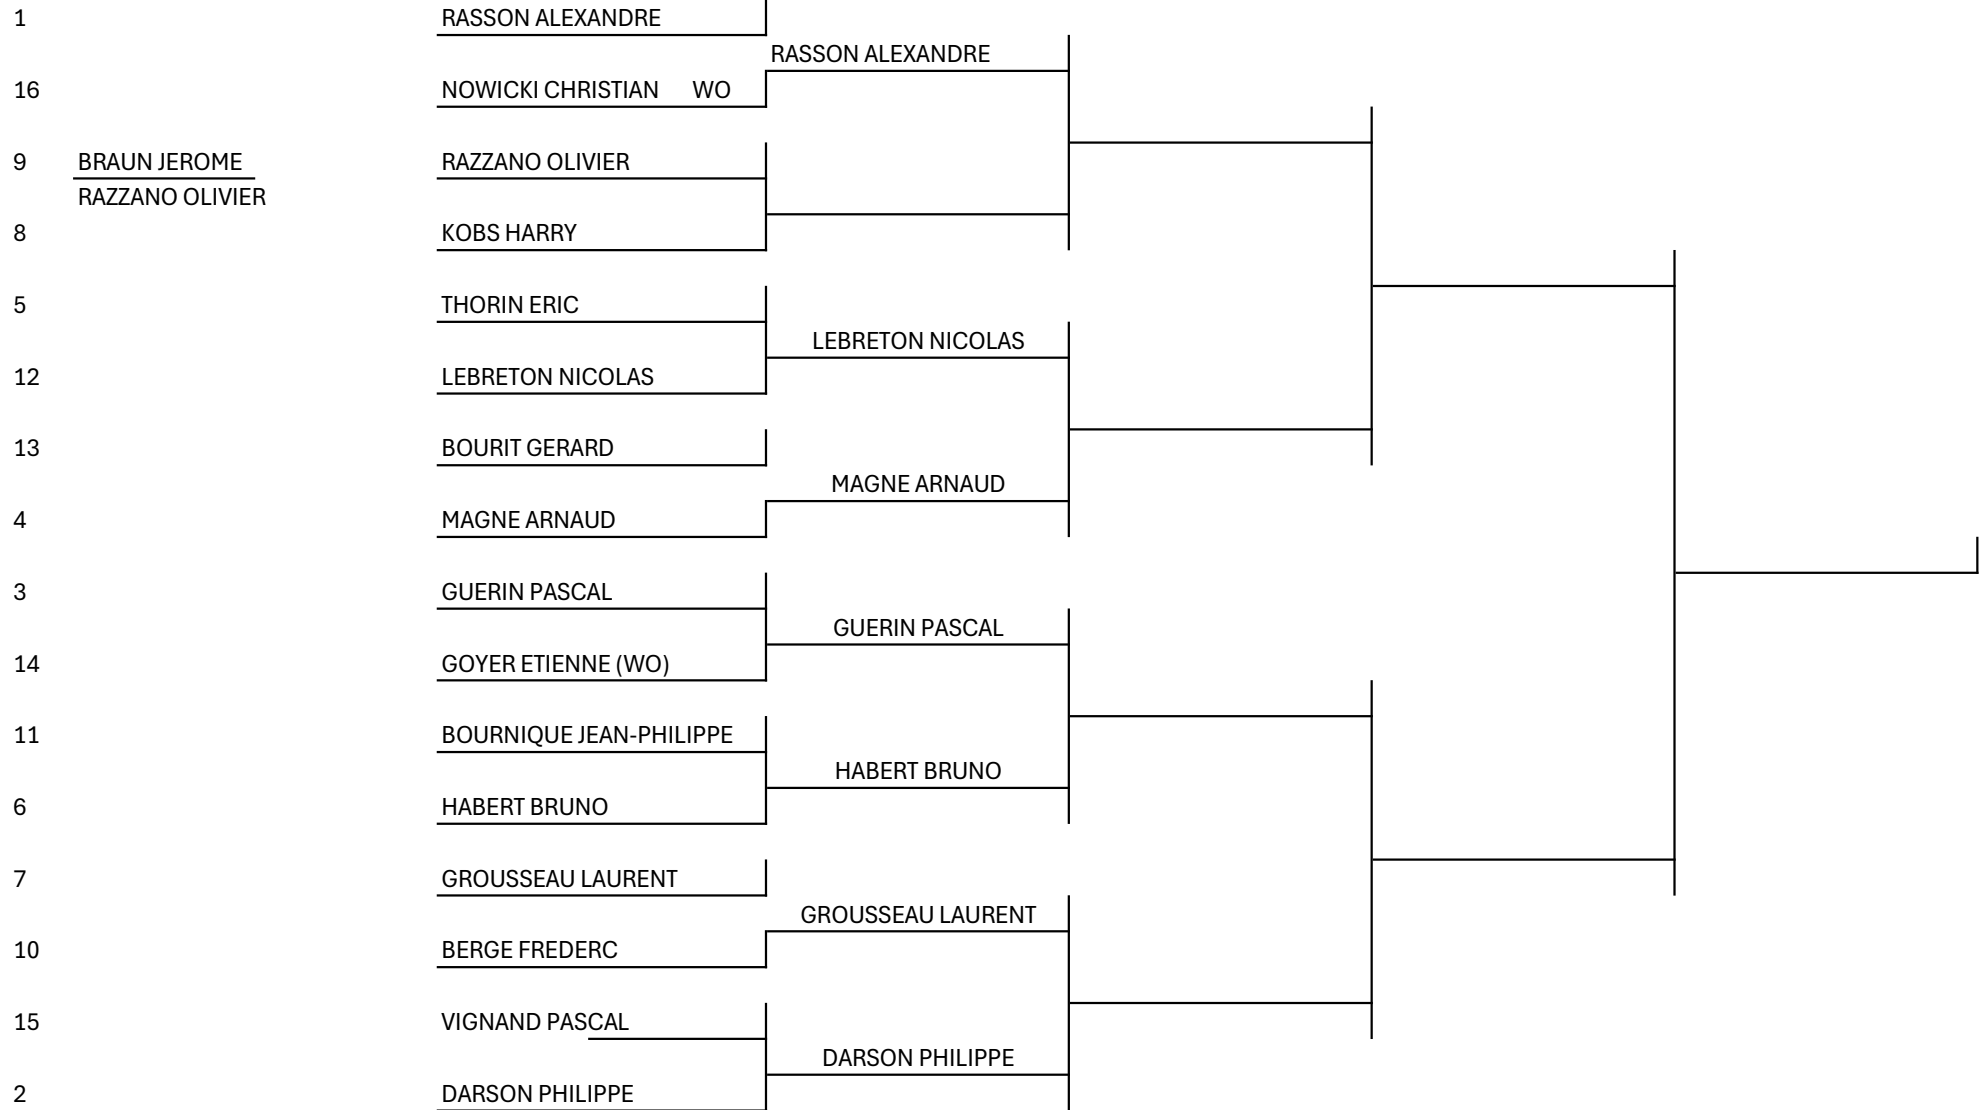 1 RASSON ALEXANDRE
RASSON ALEXANDRE
16 NOWICKI CHRISTIAN WO
9 BRAUN JEROME RAZZANO OLIVIER
RAZZANO OLIVIER
8 KOBS HARRY
5 THORIN ERIC
LEBRETON NICOLAS
12 LEBRETON NICOLAS
13 BOURIT GERARD
MAGNE ARNAUD
4 MAGNE ARNAUD
3 GUERIN PASCAL
GUERIN PASCAL
14 GOYER ETIENNE (WO)
11 BOURNIQUE JEAN-PHILIPPE
HABERT BRUNO
6 HABERT BRUNO
7 GROUSSEAU LAURENT
GROUSSEAU LAURENT
10 BERGE FREDERC
15 VIGNAND PASCAL
DARSON PHILIPPE
2 DARSON PHILIPPE